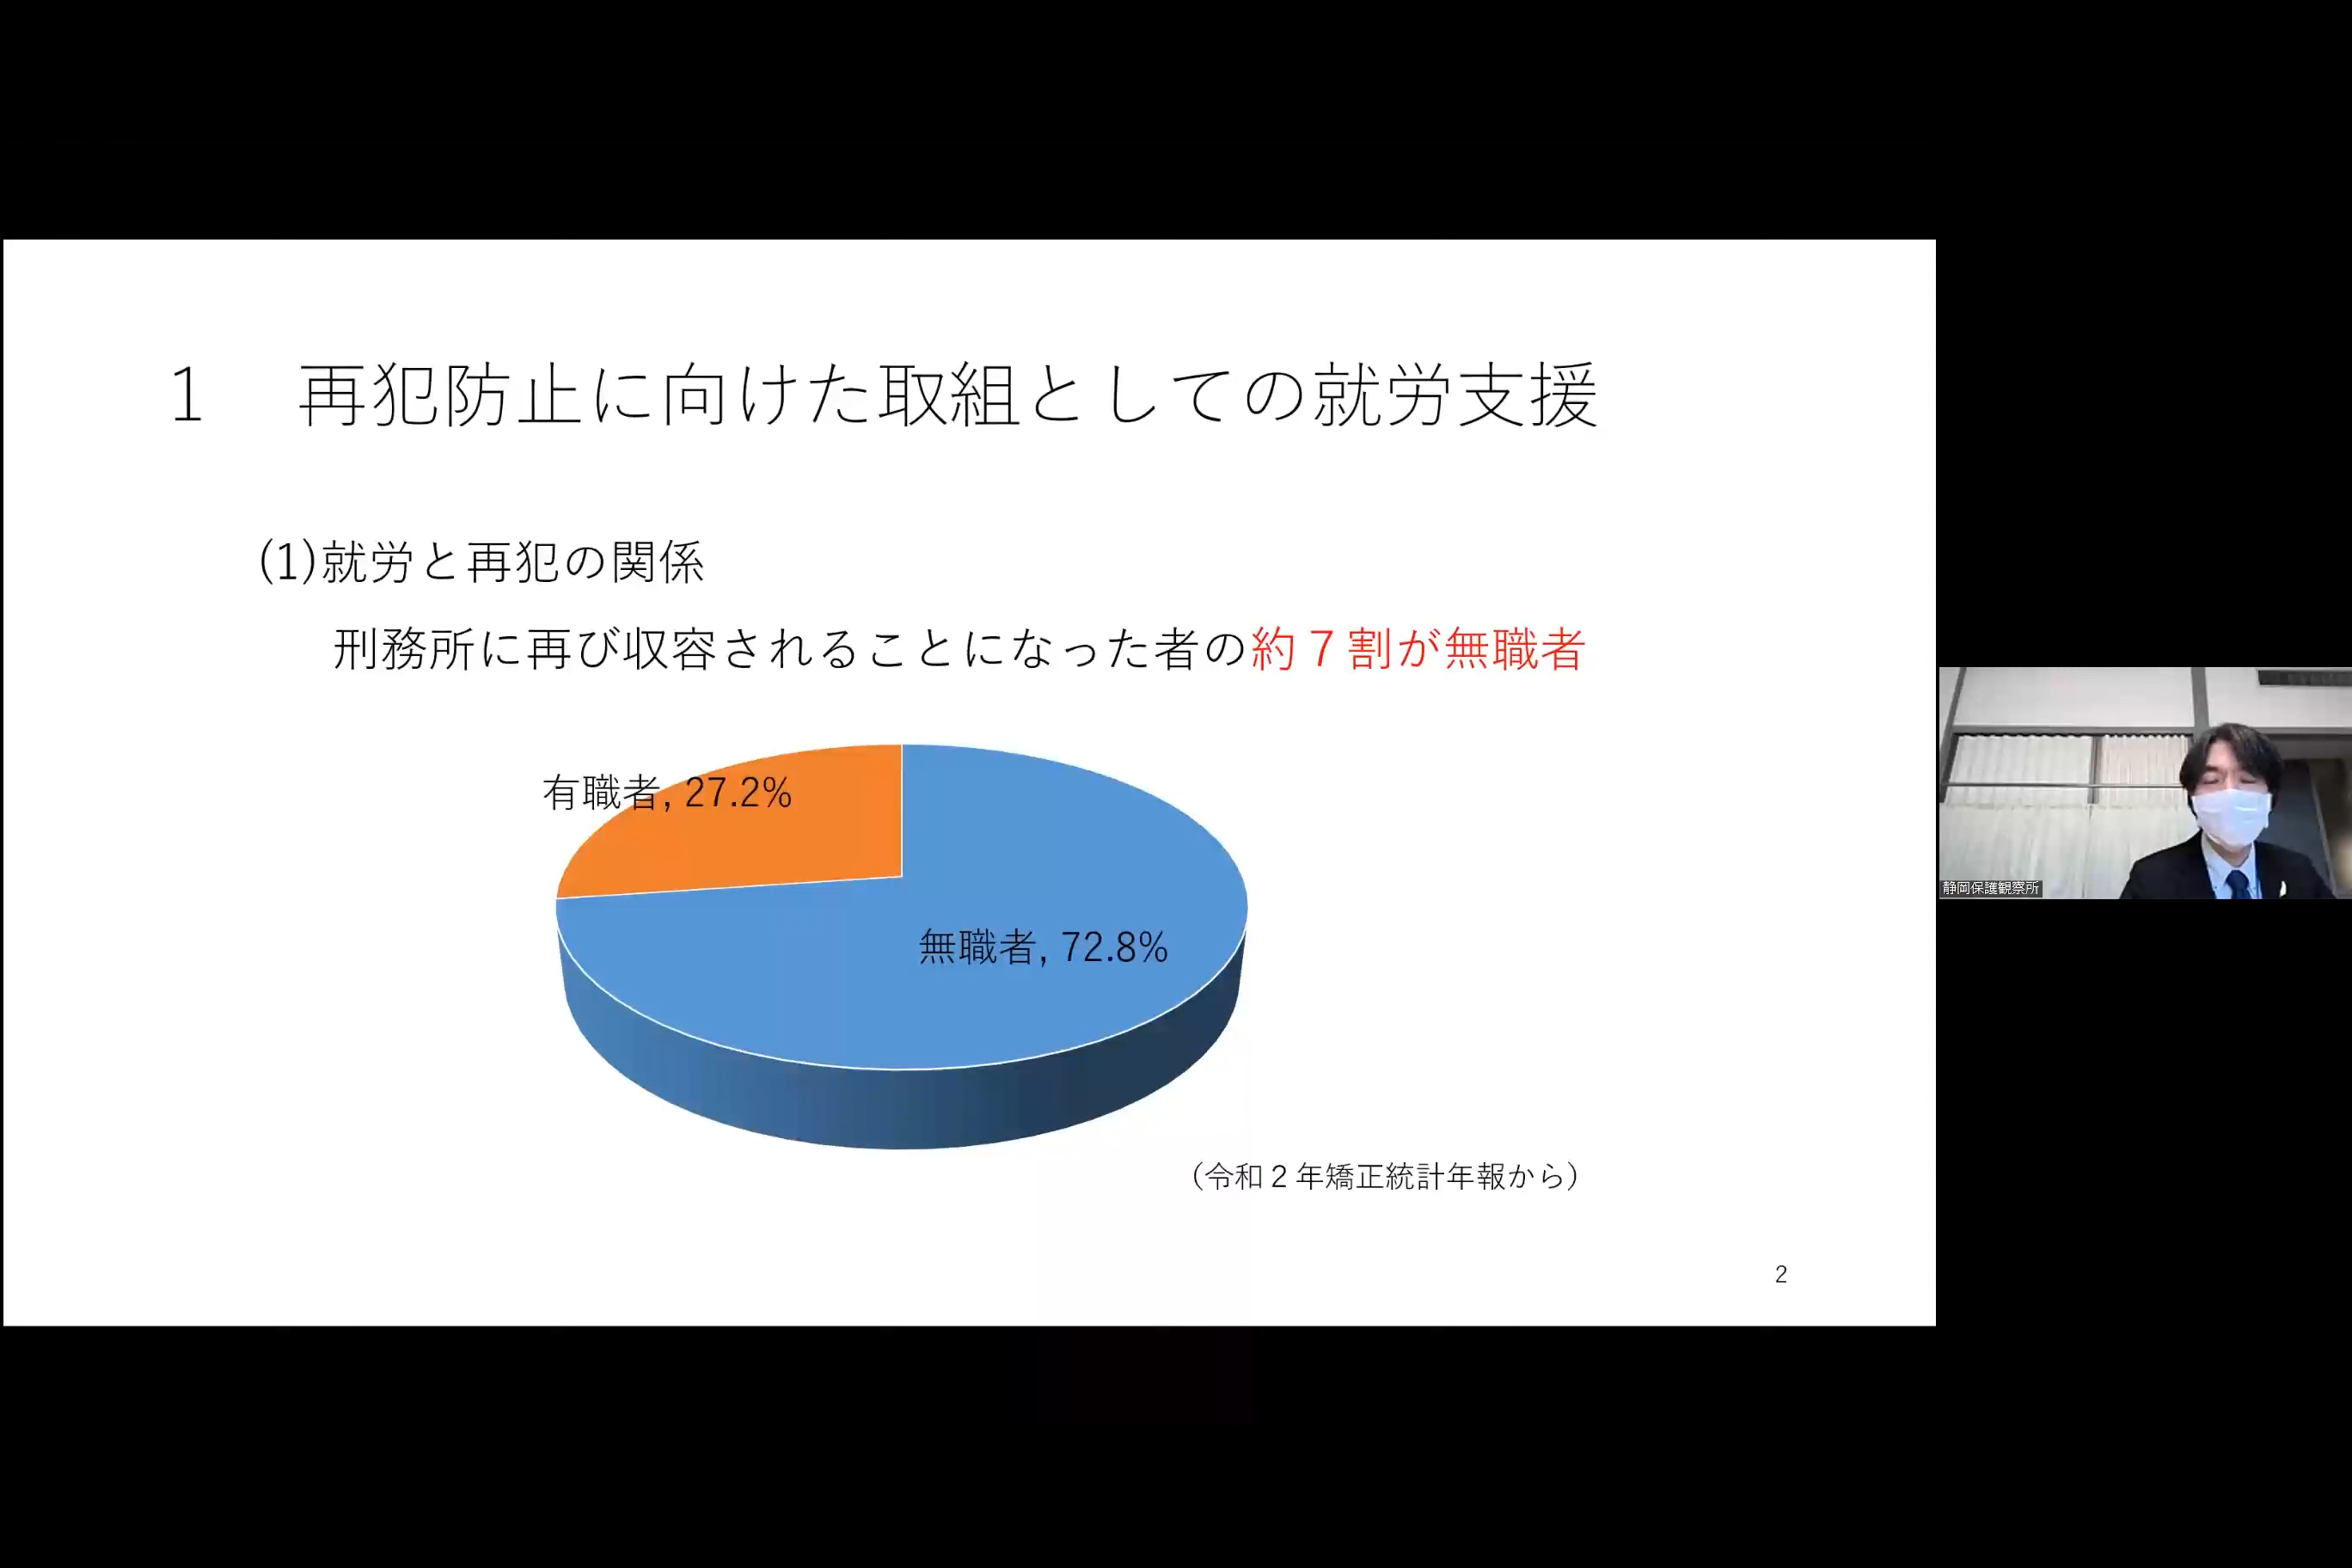 1　再犯防止に向けた取組としての就労支援
(1)就労と再犯の関係
刑務所に再び収容されることになった者の約７割が無職者
有職者, 27.2%
無職者, 72.8%
（令和２年矯正統計年報から）
2
静岡保護観察所